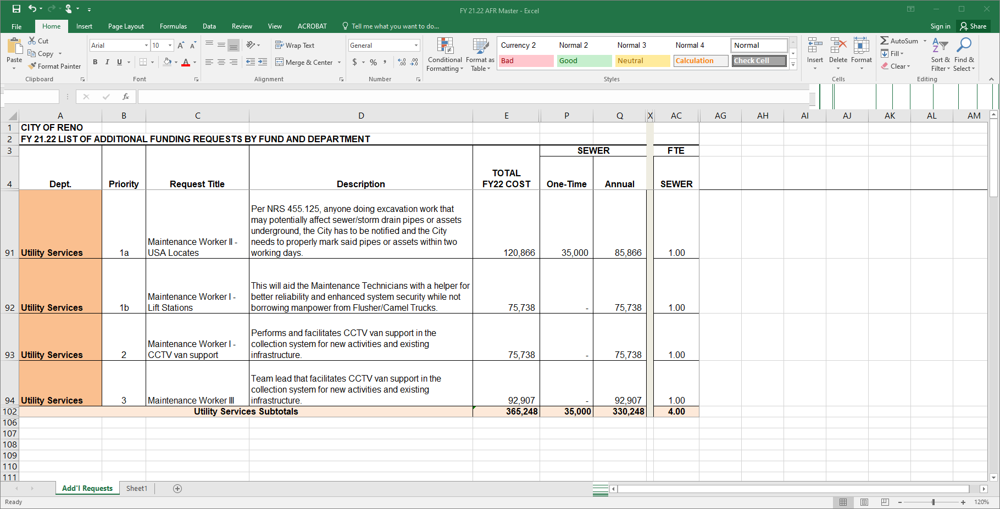 FY 21.22 AFR Master - Excel
File Home Insert Page Layout Formulas Data Review View ACROBAT Tell me what you want to do... Sign in Share
Paste
Cut
Copy
Format Painter
Clipboard
Arial 10 A A
B I U A
Font
Wrap Text
Merge & Center
Alignment
General
$ % , .00 .00
Number
Conditional Formatting
Format as Table
Currency 2 Normal 2 Normal 3 Normal 4 Normal
Bad Good Neutral Calculation Check Cell
Styles
Insert Delete Format
Cells
AutoSum
Fill
Clear
Sort & Filter
Find & Select
Editing
fx
A B C D E P Q X AC AG AH AI AJ AK AL AM
1 CITY OF RENO
2 FY 21.22 LIST OF ADDITIONAL FUNDING REQUESTS BY FUND AND DEPARTMENT
3 SEWER FTE
TOTAL
4 Dept. Priority Request Title Description FY22 COST One-Time Annual SEWER
Per NRS 455.125, anyone doing excavation work that
may potentially affect sewer/storm drain pipes or assets
underground, the City has to be notified and the City
Maintenance Worker II - needs to properly mark said pipes or assets within two
91 Utility Services 1a USA Locates working days. 120,866 35,000 85,866 1.00
This will aid the Maintenance Technicians with a helper for
Maintenance Worker I - better reliability and enhanced system security while not
92 Utility Services 1b Lift Stations borrowing manpower from Flusher/Camel Trucks. 75,738 - 75,738 1.00
Performs and facilitates CCTV van support in the
Maintenance Worker I - collection system for new activities and existing
93 Utility Services 2 CCTV van support infrastructure. 75,738 - 75,738 1.00
Team lead that facilitates CCTV van support in the
collection system for new activities and existing
94 Utility Services 3 Maintenance Worker III infrastructure. 92,907 - 92,907 1.00
102 Utility Services Subtotals 365,248 35,000 330,248 4.00
106
107
108
109
110
111
Add'l Requests Sheet1
Ready 120%